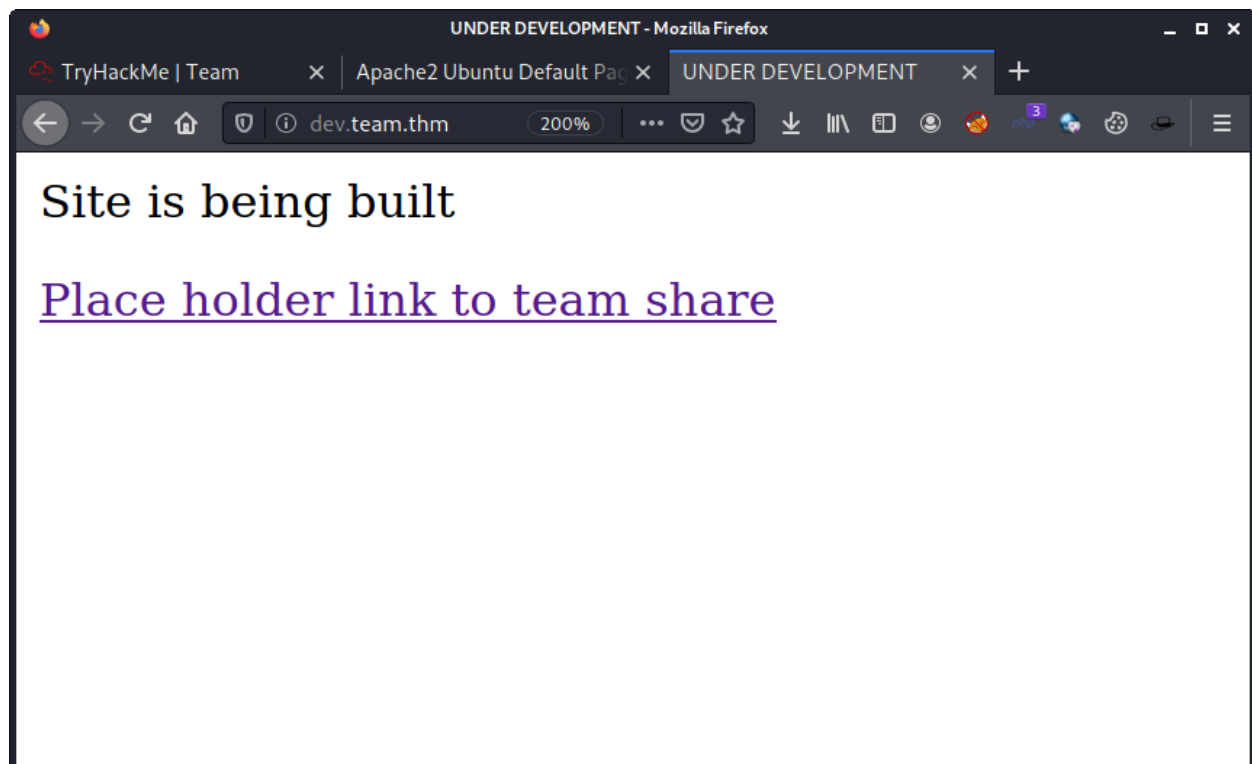 UNDER DEVELOPMENT - Mozilla Firefox
TryHackMe | Team
Apache2 Ubuntu Default Pag
UNDER DEVELOPMENT
dev.team.thm
200%
php
3
Site is being built
Place holder link to team share